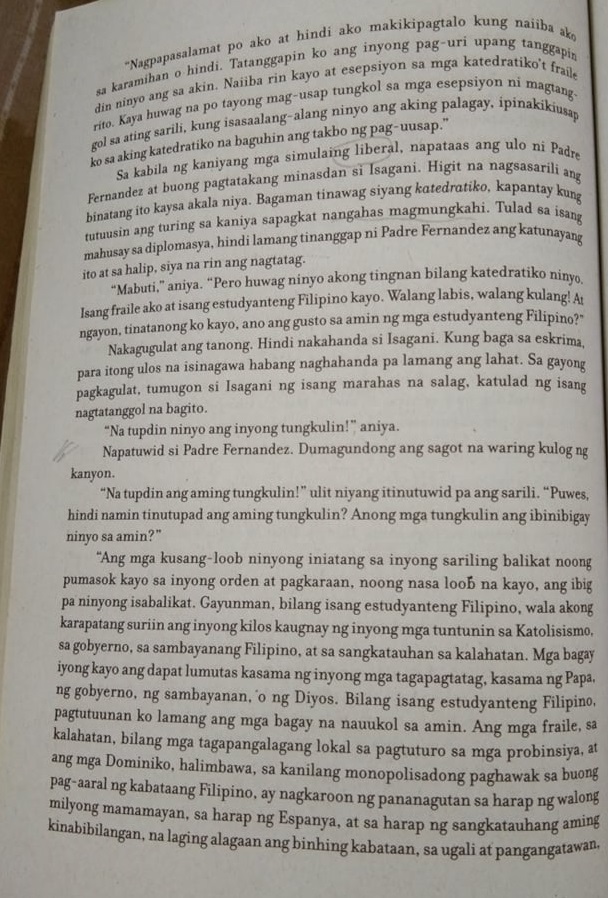 "Nagpapasalamat po ako at hindi ako makikipagtalo kung naiiba ako
sa karamihan o hindi. Tatanggapin ko ang inyong pag-uri upang tanggapin
din ninyo ang sa akin. Naiiba rin kayo at esepsiyon sa mga katedratiko't fraile
rito. Kaya huwag na po tayong mag-usap tungkol sa mga esepsiyon ni magtang-
gol sa ating sarili, kung isasaalang-alang ninyo ang aking palagay, ipinakikiusap
ko sa aking katedratiko na baguhin ang takbo ng pag-uusap."
Sa kabila ng kaniyang mga simulaing liberal, napataas ang ulo ni Padre
Fernandez at buong pagtatakang minasdan si Isagani. Higit na nagsasarili ang
binatang ito kaysa akala niya. Bagaman tinawag siyang katedratiko, kapantay kung
tutuusin ang turing sa kaniya sapagkat nangahas magmungkahi. Tulad sa isang
mahusay sa diplomasya, hindi lamang tinanggap ni Padre Fernandez ang katunayang
ito at sa halip, siya na rin ang nagtatag.
"Mabuti," aniya. "Pero huwag ninyo akong tingnan bilang katedratiko ninyo.
Isang fraile ako at isang estudyanteng Filipino kayo. Walang labis, walang kulang! At
ngayon, tinatanong ko kayo, ano ang gusto sa amin ng mga estudyanteng Filipino?"
Nakagugulat ang tanong. Hindi nakahanda si Isagani. Kung baga sa eskrima,
para itong ulos na isinagawa habang naghahanda pa lamang ang lahat. Sa gayong
pagkagulat, tumugon si Isagani ng isang marahas na salag, katulad ng isang
nagtatanggol na bagito.
"Na tupdin ninyo ang inyong tungkulin!" aniya.
Napatuwid si Padre Fernandez. Dumagundong ang sagot na waring kulog ng
kanyon.
"Na tupdin ang aming tungkulin!" ulit niyang itinutuwid pa ang sarili. "Puwes,
hindi namin tinutupad ang aming tungkulin? Anong mga tungkulin ang ibinibigay
ninyo sa amin?"
"Ang mga kusang-loob ninyong iniatang sa inyong sariling balikat noong
pumasok kayo sa inyong orden at pagkaraan, noong nasa loob na kayo, ang ibig
pa ninyong isabalikat. Gayunman, bilang isang estudyanteng Filipino, wala akong
karapatang suriin ang inyong kilos kaugnay ng inyong mga tuntunin sa Katolisismo,
sa gobyerno, sa sambayanang Filipino, at sa sangkatauhan sa kalahatan. Mga bagay
iyong kayo ang dapat lumutas kasama ng inyong mga tagapagtatag, kasama ng Papa,
ng gobyerno, ng sambayanan, o ng Diyos. Bilang isang estudyanteng Filipino,
pagtutuunan ko lamang ang mga bagay na nauukol sa amin. Ang mga fraile, sa
kalahatan, bilang mga tagapangalagang lokal sa pagtuturo sa mga probinsiya, at
ang mga Dominiko, halimbawa, sa kanilang monopolisadong paghawak sa buong
pag-aaral ng kabataang Filipino, ay nagkaroon ng pananagutan sa harap ng walong
milyong mamamayan, sa harap ng Espanya, at sa harap ng sangkatauhang aming
kinabibilangan, na laging alagaan ang binhing kabataan, sa ugali at pangangatawan,